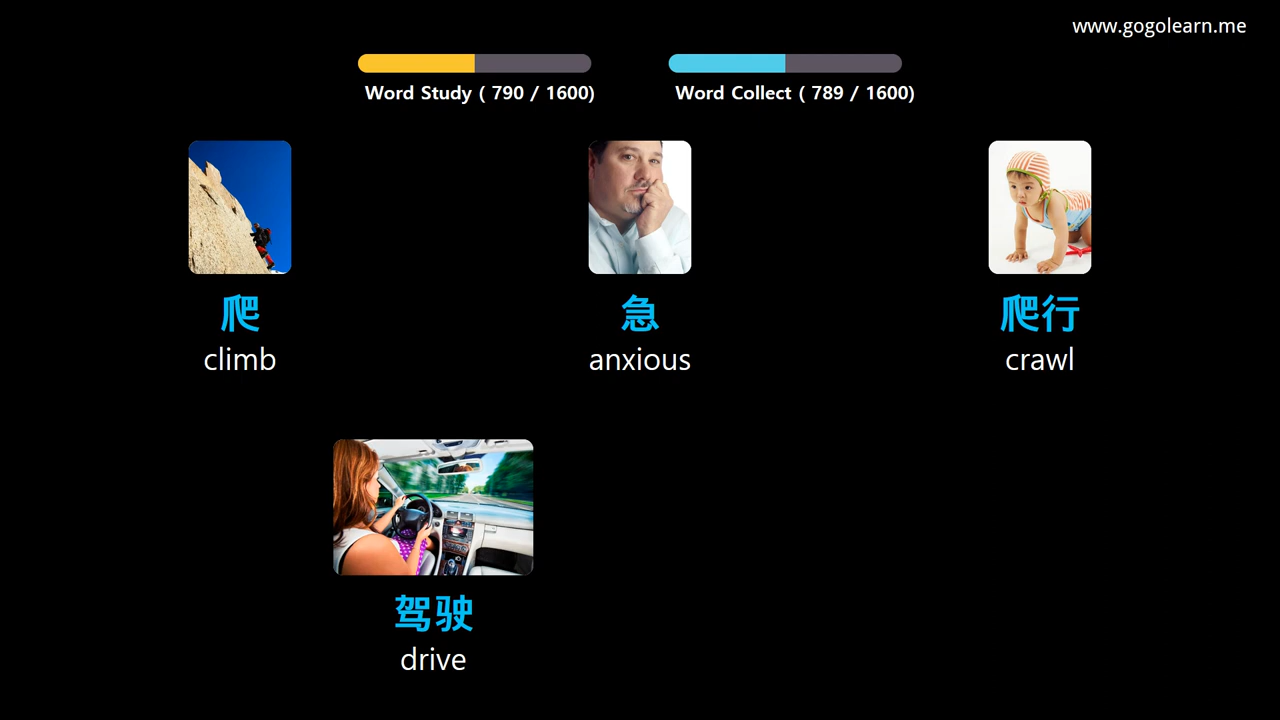 www.gogolearn.me
Word Study ( 790 / 1600)
Word Collect ( 789 / 1600)
爬
climb
急
anxious
爬行
crawl
驾驶
drive